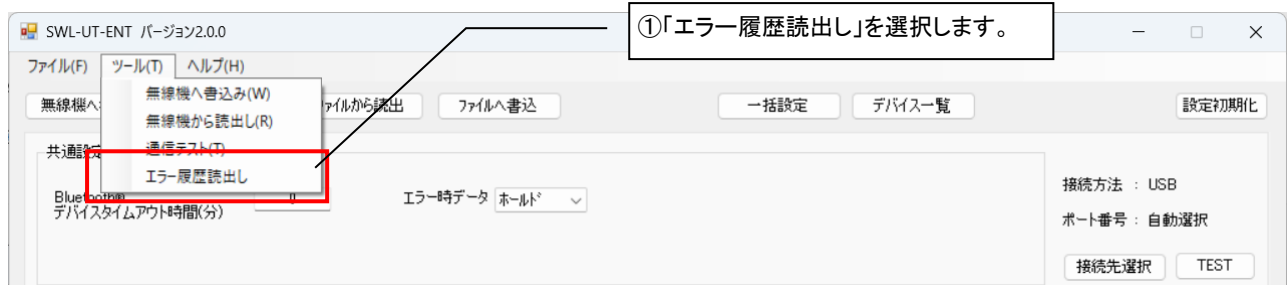 ①「エラー履歴読出し」を選択します。
SWL-UT-ENT バージョン2.0.0
ファイル(F) ツール(T) ヘルプ(H)
無線機へ
ファイルから読出
ファイルへ書込
一括設定
デバイス一覧
設定初期化
無線機へ書込み(W)
無線機から読出し(R)
通信テスト(T)
エラー履歴読出し
共通設定
Bluetooth®
デバイスタイムアウト時間(分)
0
エラー時データ ホールド
接続方法 : USB
ポート番号 : 自動選択
接続先選択
TEST